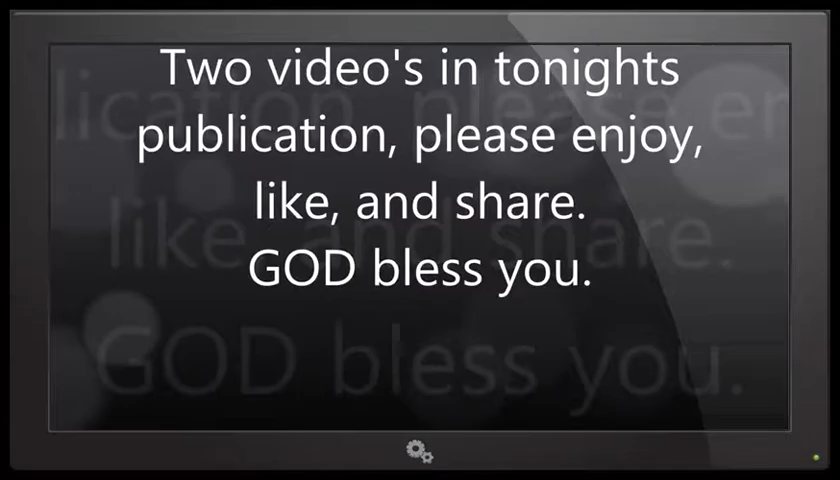 Two video's in tonights
publication, please enjoy,
like, and share.
GOD bless you.